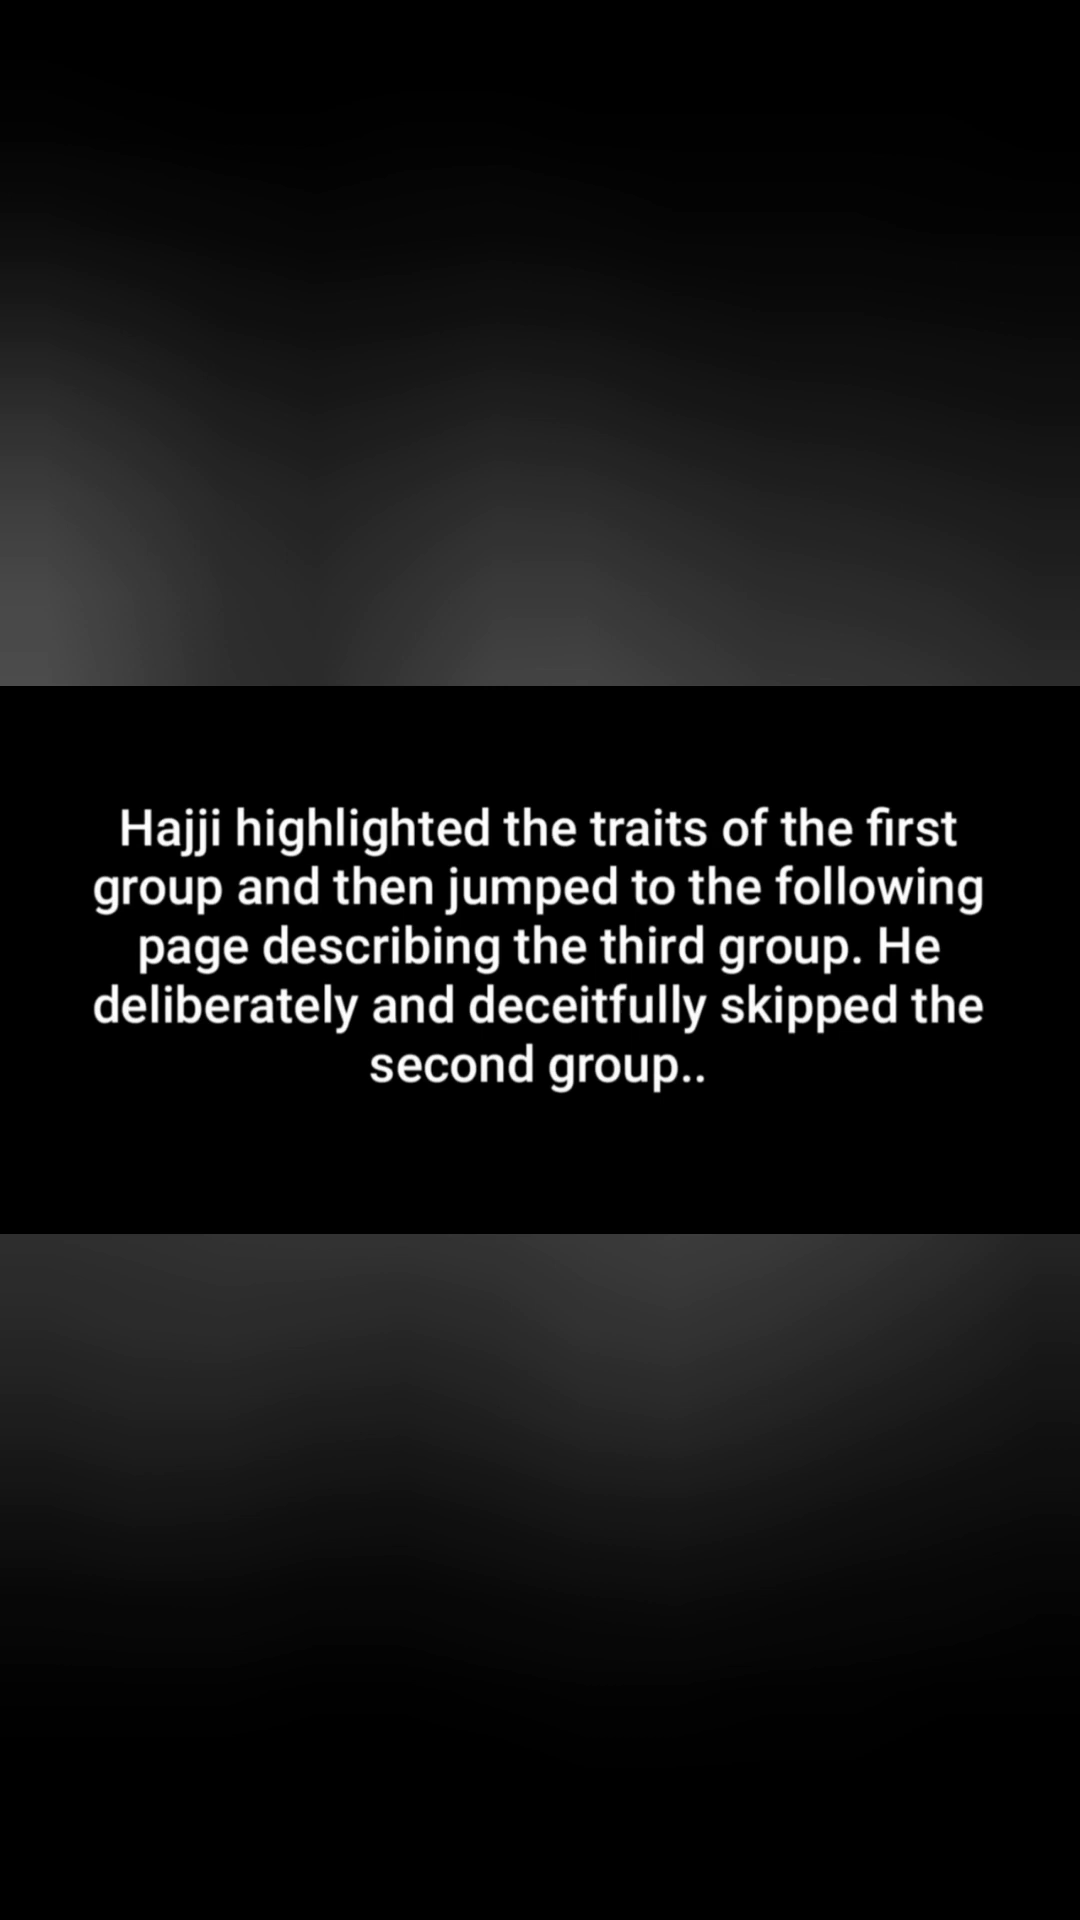 Hajji highlighted the traits of the first
group and then jumped to the following
page describing the third group. He
deliberately and deceitfully skipped the
second group..